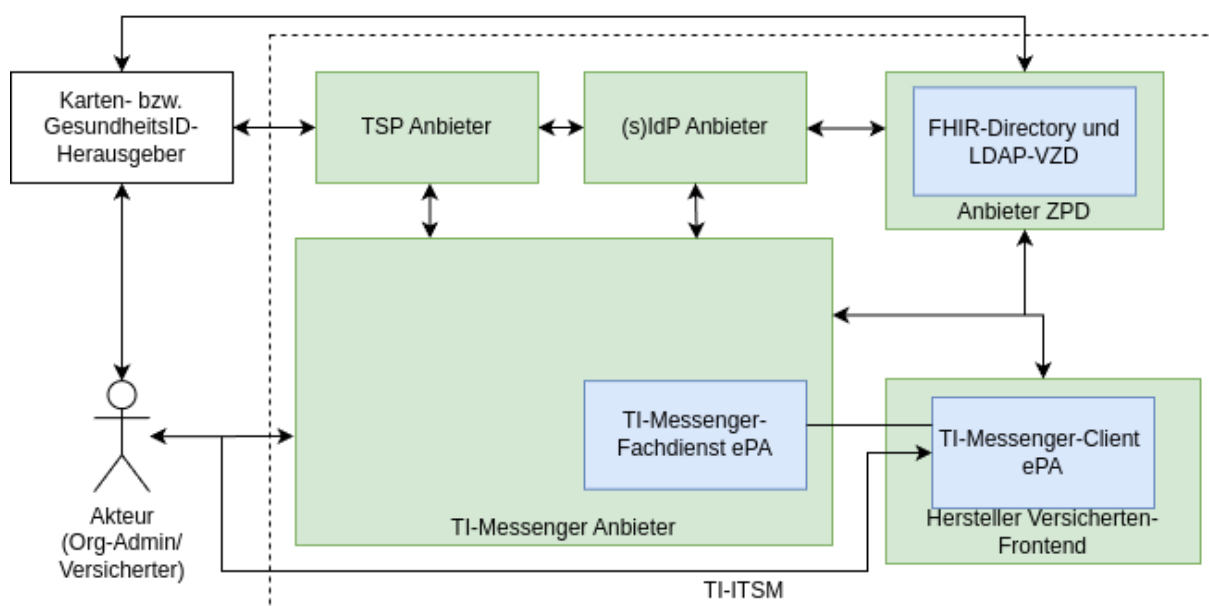 Karten- bzw.
GesundheitsID-
Herausgeber
TSP Anbieter
(s)IdP Anbieter
FHIR-Directory und
LDAP-VZD
Anbieter ZPD
TI-Messenger-
Fachdienst ePA
TI-Messenger Anbieter
TI-Messenger-Client
ePA
Hersteller Versicherten-
Frontend
Akteur
(Org-Admin/
Versicherter)
TI-ITSM